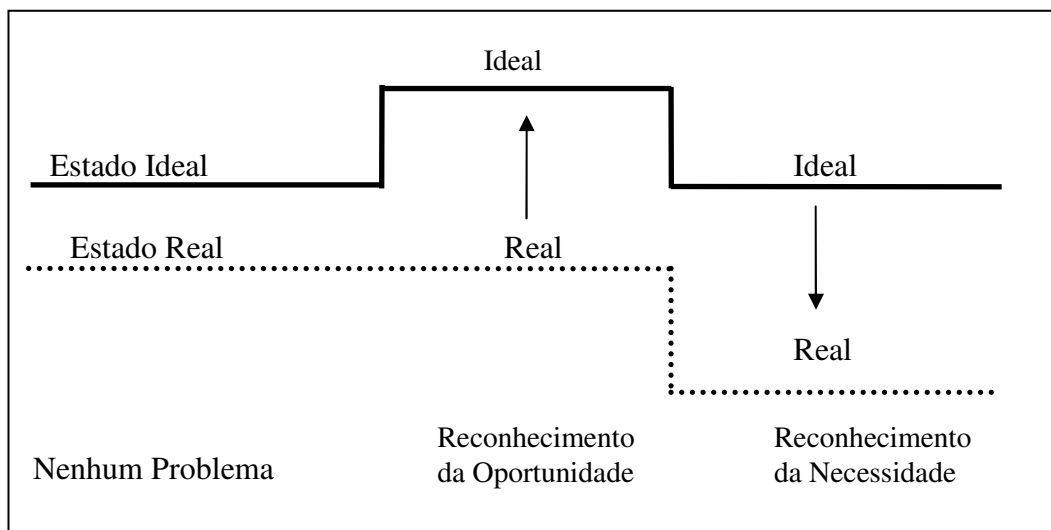 Ideal
Estado Ideal
Ideal
Estado Real
Real
Real
Nenhum Problema
Reconhecimento
da Oportunidade
Reconhecimento
da Necessidade